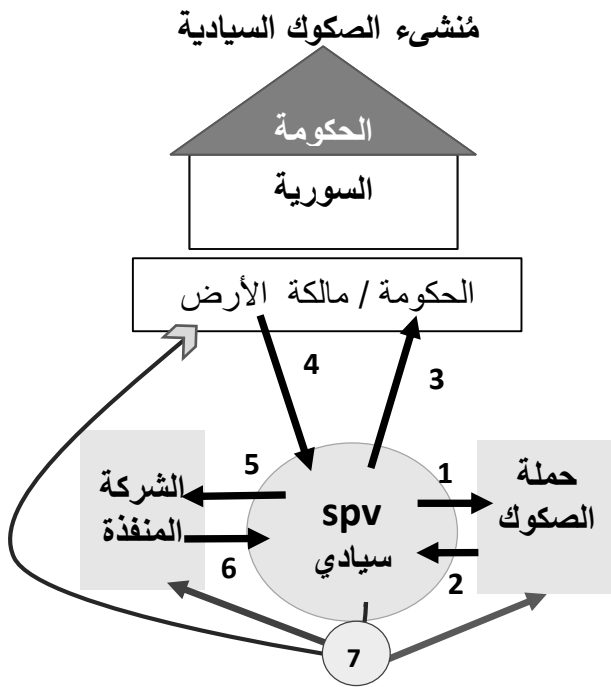 مُنشىء الصكوك السيادية
الحكومة
السورية
الحكومة / مالكة الأرض
4
3
5
1
الشركة
المنفذة
spv
سيادي
حملة
الصكوك
6
2
7